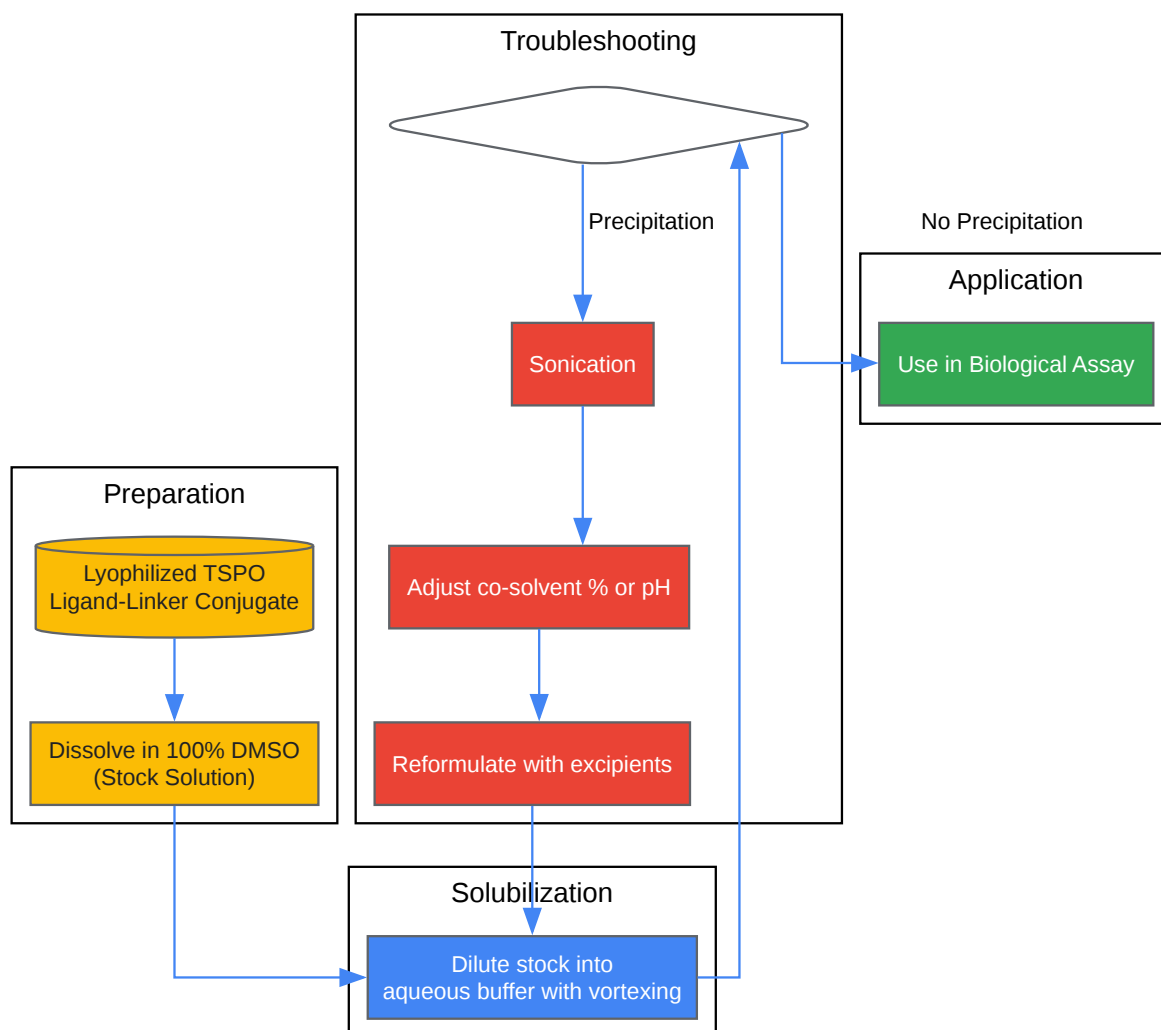 Troubleshooting
Precipitation
No Precipitation
Application
Sonication
Use in Biological Assay
Preparation
Lyophilized TSPO
Ligand-Linker Conjugate
Adjust co-solvent % or pH
Dissolve in 100% DMSO
(Stock Solution)
Reformulate with excipients
Solubilization
Dilute stock into
aqueous buffer with vortexing